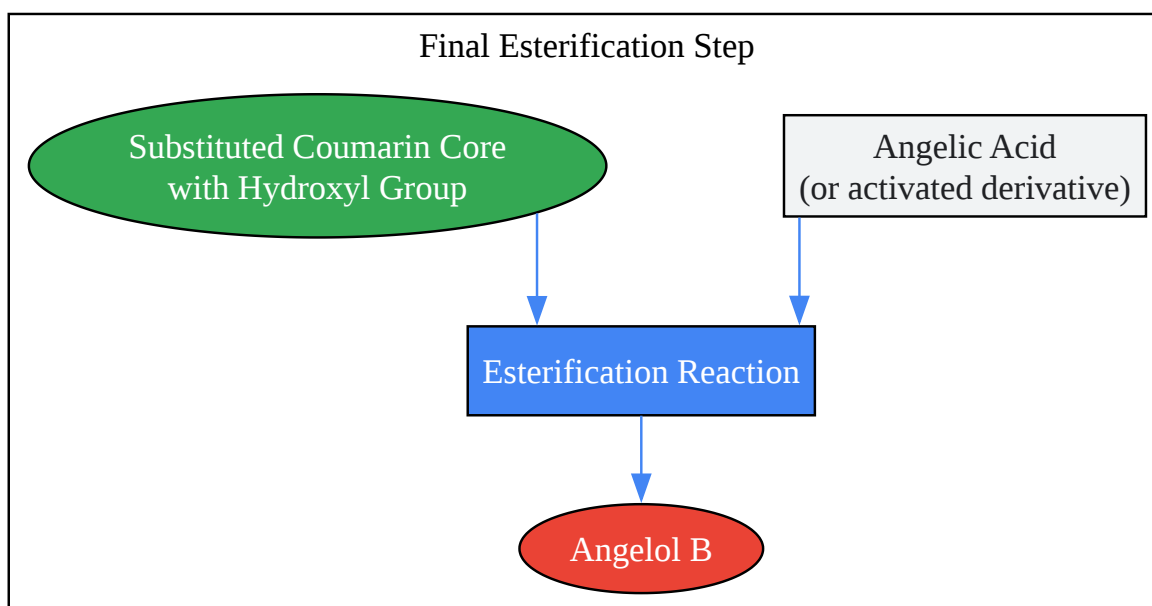 Final Esterification Step
Substituted Coumarin Core
with Hydroxyl Group
Angelic Acid
(or activated derivative)
Esterification Reaction
Angelol B